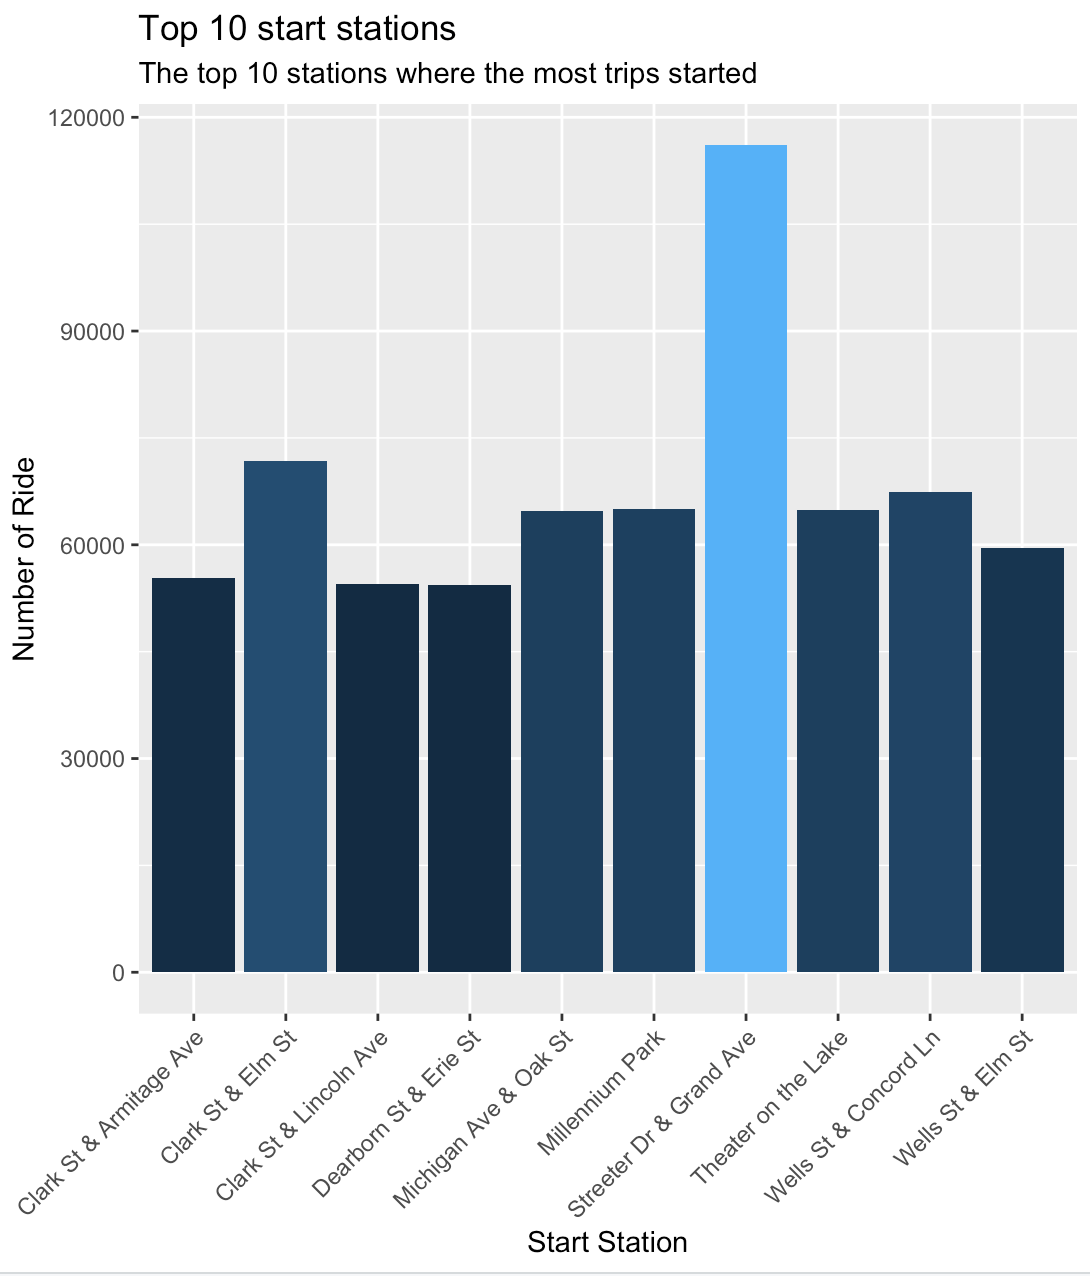 Top 10 start stations
The top 10 stations where the most trips started
Number of Ride
120000
90000
60000
30000
0
Clark St & Armitage Ave
Clark St & Elm St
Clark St & Lincoln Ave
Dearborn St & Erie St
Michigan Ave & Oak St
Millennium Park
Streeter Dr & Grand Ave
Theater on the Lake
Wells St & Concord Ln
Wells St & Elm St
Start Station